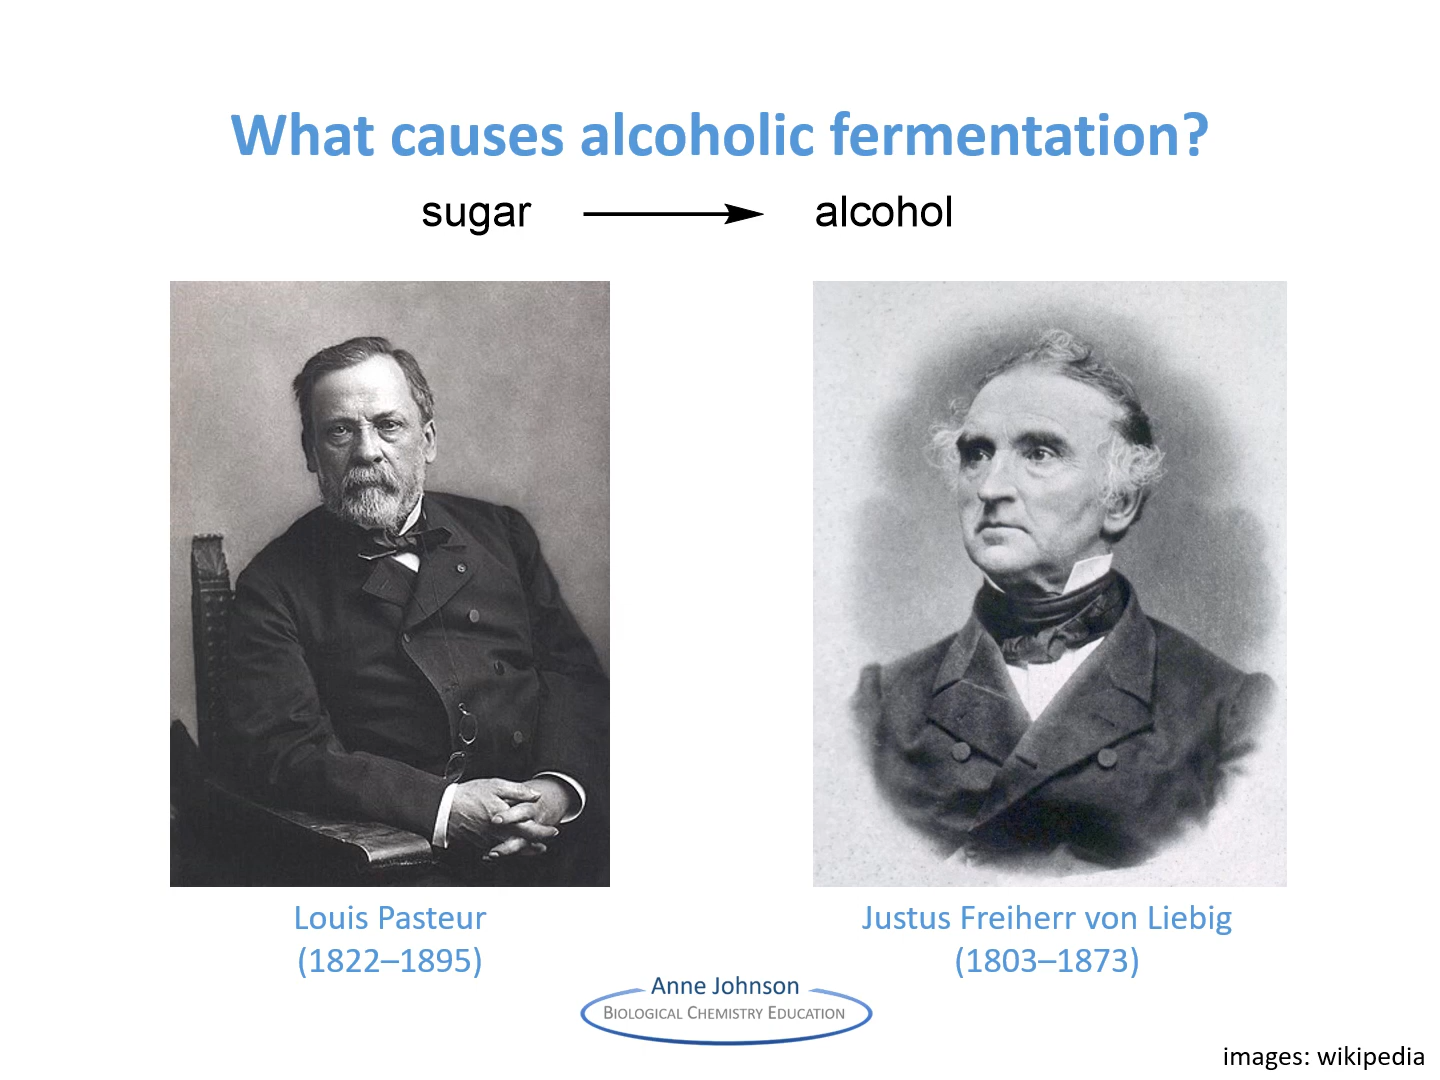 What causes alcoholic fermentation?
sugar alcohol
Louis Pasteur
(1822–1895)
Justus Freiherr von Liebig
(1803–1873)
Anne Johnson
Biological Chemistry Education
images: wikipedia